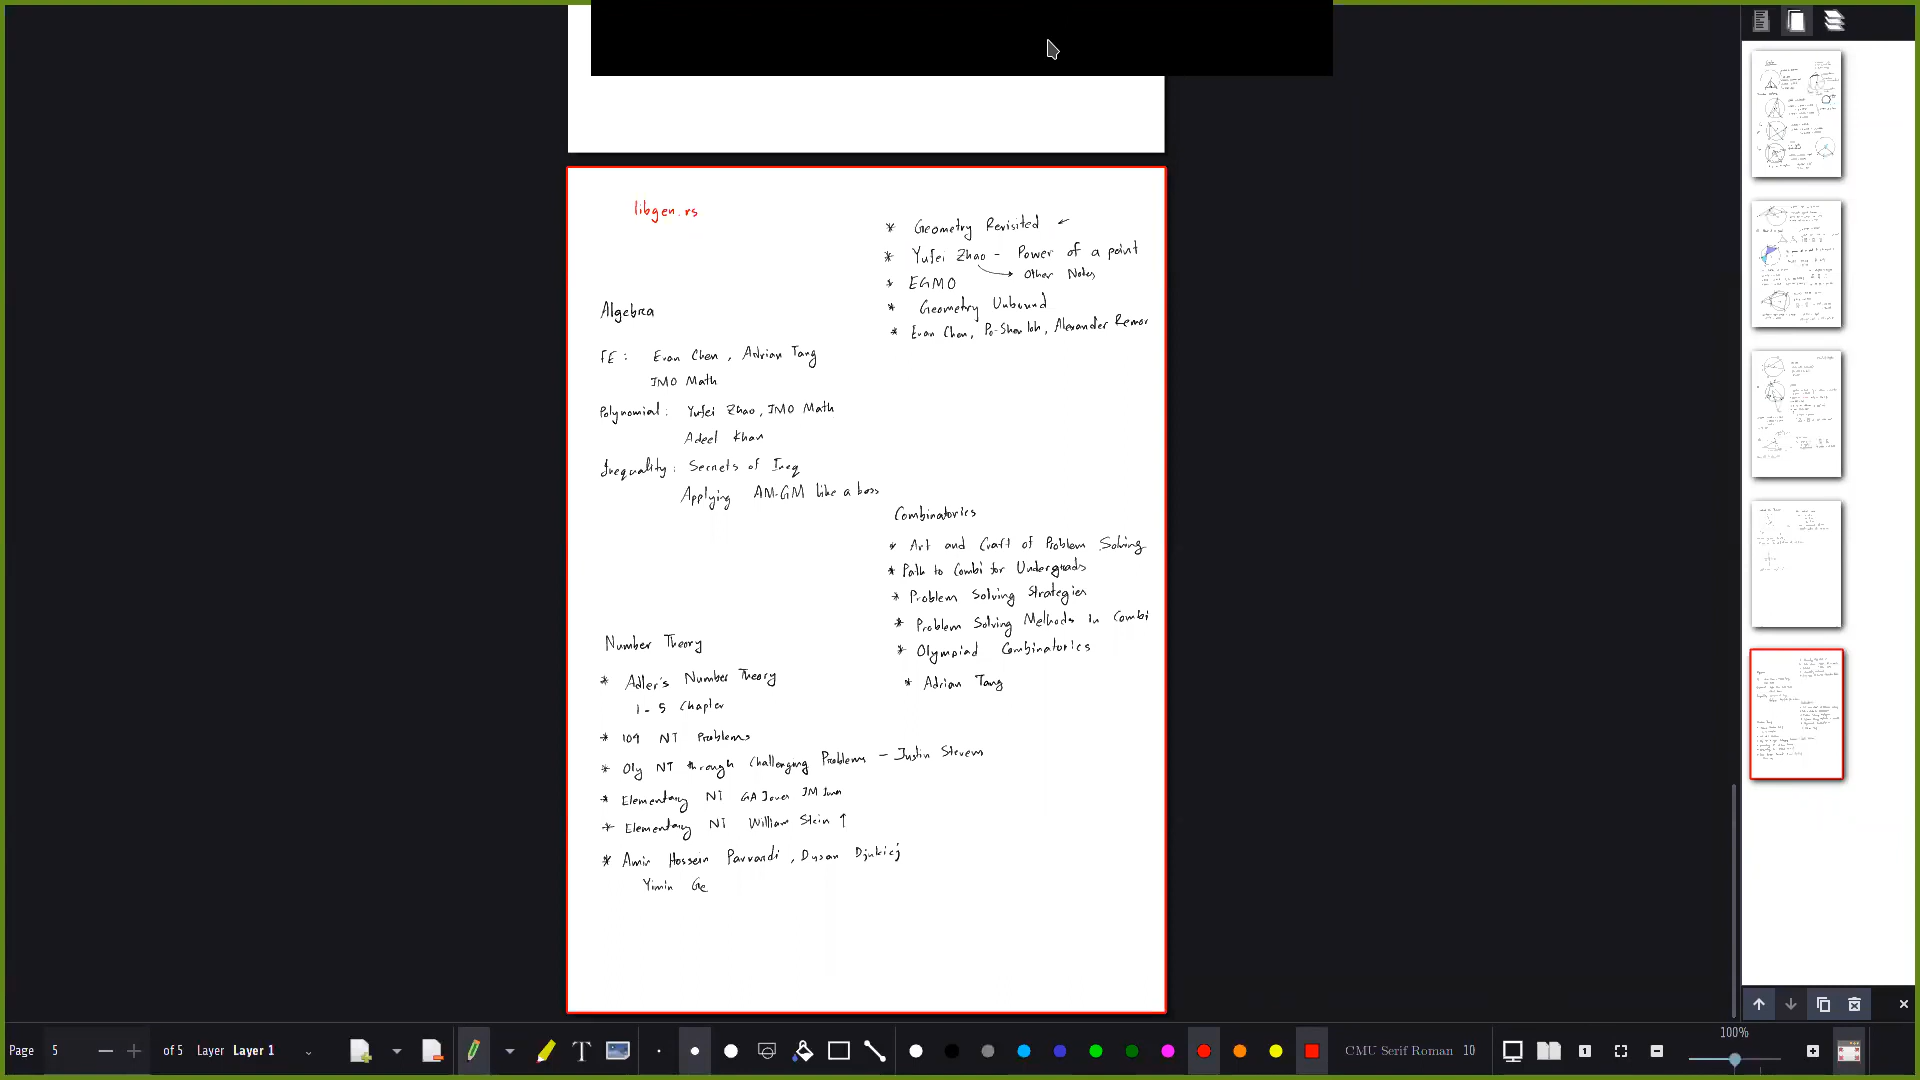 libgen.rs
* Geometry Revisited ←
* Yufei Zhao - Power of a point
→ Other Notes
* EGMO
* Geometry Unbound
* Evan Chen, Po-Shen Loh, Alexander Remov
Algebra
FE : Evan Chen, Adrian Tang
IMO Math
Polynomial : Yufei Zhao, IMO Math
Adeel Khan
Inequality : Secrets of Ineq
Applying AM-GM like a boss
Combinatorics
* Art and Craft of Problem Solving
* Path to Combi for Undergrads
* Problem Solving Strategies
* Problem Solving Methods in Combi
* Olympiad Combinatorics
* Adrian Tang
Number Theory
* Adler's Number Theory
1 - 5 Chapter
* 104 NT Problems
* Oly NT through Challenging Problems - Justin Stevens
* Elementary NT GA Jones JM Jones
* Elementary NT William Stein ↑
* Amir Hossein Parvardi, Dusan Djukicj
Yimin Ge
Page 5 of 5 Layer Layer 1
CMU Serif Roman 10
100%